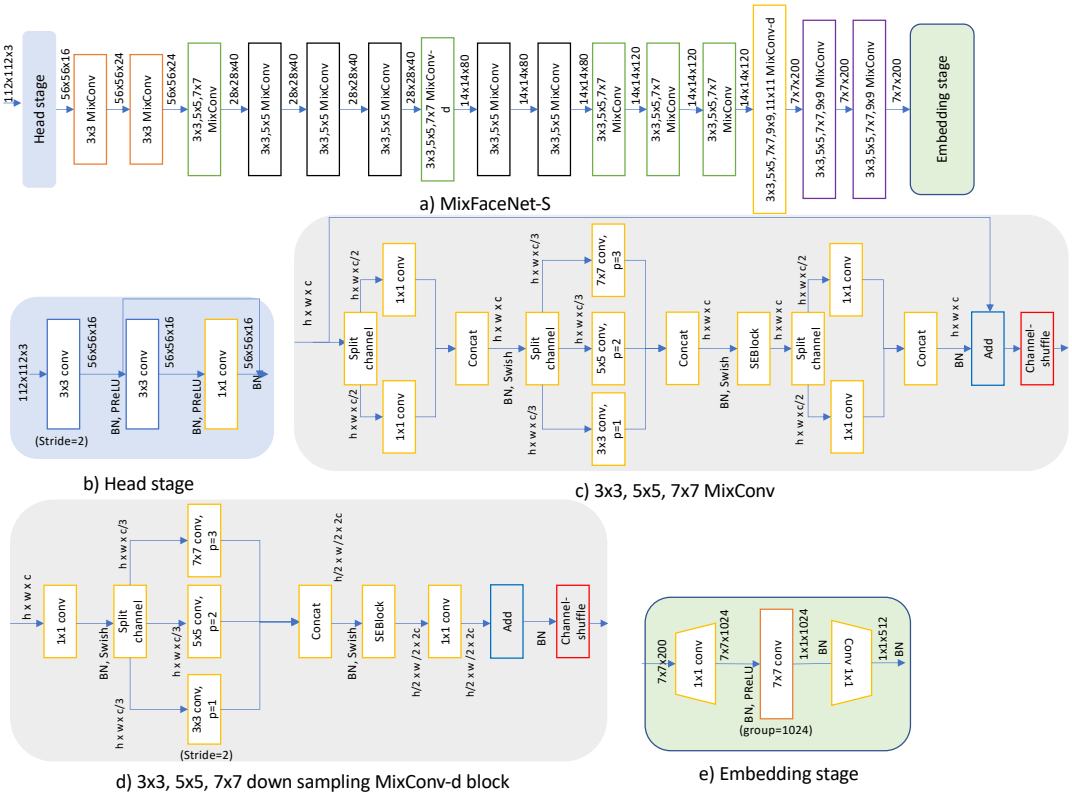 112x112x3
Head stage
56x56x16
3x3 MixConv
56x56x24
3x3 MixConv
56x56x24
3x3,5x5,7x7
MixConv
28x28x40
3x3,5x5 MixConv
28x28x40
3x3,5x5 MixConv
28x28x40
3x3,5x5 MixConv
28x28x40
3x3,5x5,7x7 MixConv-
d
14x14x80
3x3,5x5 MixConv
14x14x80
3x3,5x5 MixConv
14x14x80
3x3,5x5,7x7
MixConv
14x14x120
3x3,5x5,7x7
MixConv
14x14x120
3x3,5x5,7x7
MixConv
14x14x120
3x3,5x5,7x7,9x9,11x11 MixConv-d
7x7x200
3x3,5x5,7x7,9x9 MixConv
7x7x200
3x3,5x5,7x7,9x9 MixConv
7x7x200
Embedding stage
a) MixFaceNet-S
112x112x3
3x3 conv
(Stride=2)
56x56x16
BN, PReLU
3x3 conv
56x56x16
BN, PReLU
1x1 conv
56x56x16
BN
b) Head stage
h x w x c
Split
channel
h x w x c/2
1x1 conv
h x w x c/2
1x1 conv
Concat
h x w x c
BN, Swish
Split
channel
h x w x c/3
7x7 conv,
p=3
h x w x c/3
5x5 conv,
p=2
h x w x c/3
3x3 conv,
p=1
Concat
h x w x c
BN, Swish
SEBlock
h x w x c
Split
channel
h x w x c/2
1x1 conv
h x w x c/2
1x1 conv
Concat
h x w x c
BN
Add
Channel-
shuffle
c) 3x3, 5x5, 7x7 MixConv
h x w x c
1x1 conv
BN, Swish
Split
channel
h x w x c/3
7x7 conv,
p=3
h x w x c/3
5x5 conv,
p=2
h x w x c/3
3x3 conv,
p=1
(Stride=2)
Concat
h/2 x w /2 x 2c
BN, Swish
SEBlock
h/2 x w /2 x 2c
1x1 conv
h/2 x w /2 x 2c
Add
BN
Channel-
shuffle
d) 3x3, 5x5, 7x7 down sampling MixConv-d block
7x7x200
1x1 conv
7x7x1024
BN, PReLU
7x7 conv
(group=1024)
1x1x1024
BN
Conv 1x1
1x1x512
BN
e) Embedding stage